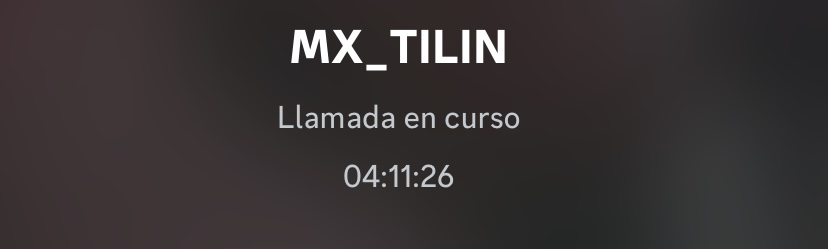 MX_TILIN
Llamada en curso
04:11:26